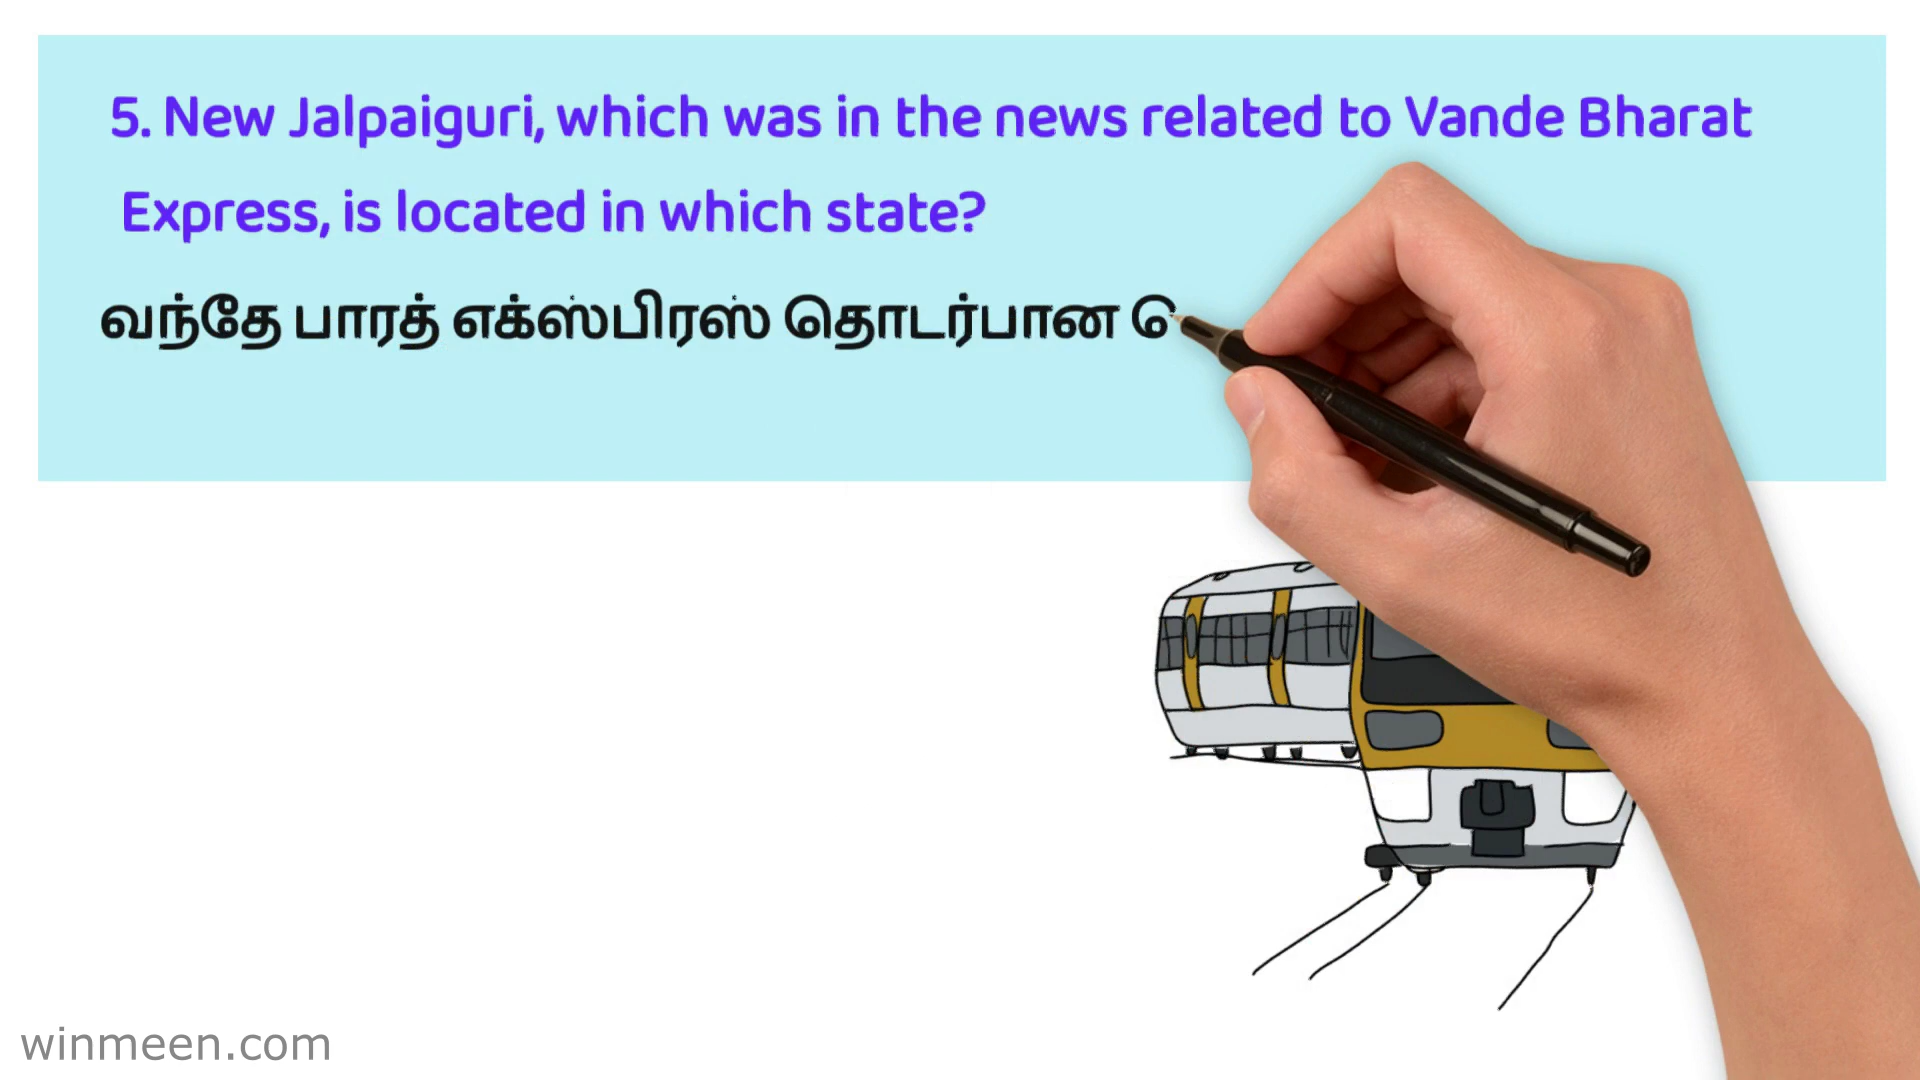 5. New Jalpaiguri, which was in the news related to Vande Bharat
Express, is located in which state?
வந்தே பாரத் எக்ஸ்பிரஸ் தொடர்பான
winmeen.com